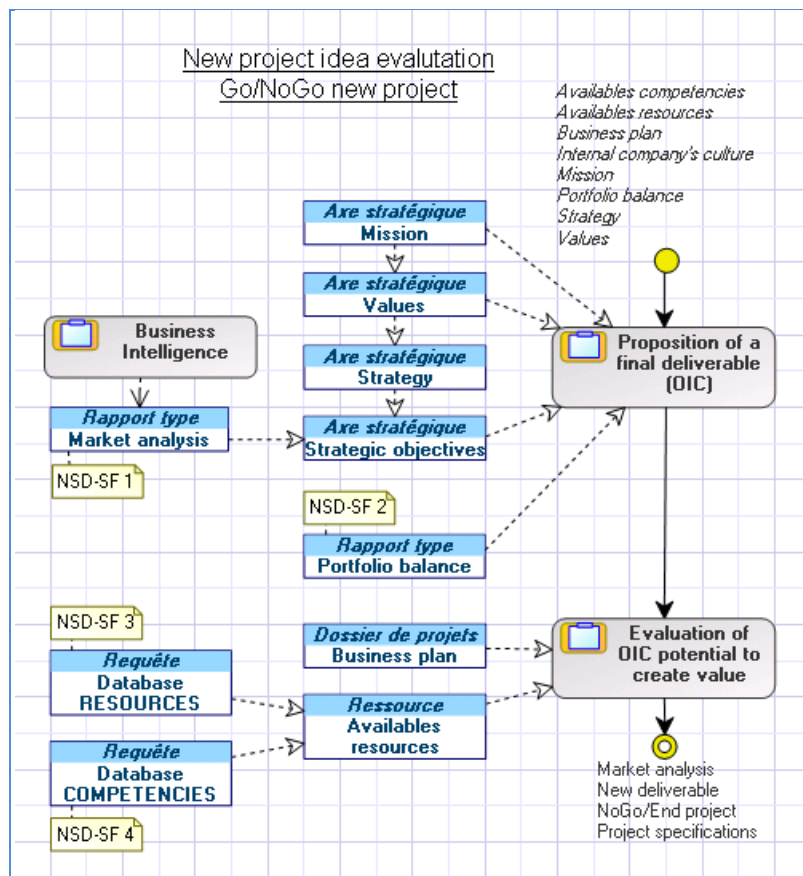 New project idea evalutation
Go/NoGo new project
Availables competencies
Availables resources
Business plan
Internal company's culture
Mission
Portfolio balance
Strategy
Values
Axe stratégique
Mission
Axe stratégique
Values
Business
Intelligence
Proposition of a
final deliverable
(OIC)
Axe stratégique
Strategy
Rapport type
Market analysis
Axe stratégique
Strategic objectives
NSD-SF 1
NSD-SF 2
Rapport type
Portfolio balance
NSD-SF 3
Dossier de projets
Business plan
Evaluation of
OIC potential to
create value
Requête
Database
RESOURCES
Ressource
Availables
resources
Requête
Database
COMPETENCIES
NSD-SF 4
Market analysis
New deliverable
NoGo/End project
Project specifications